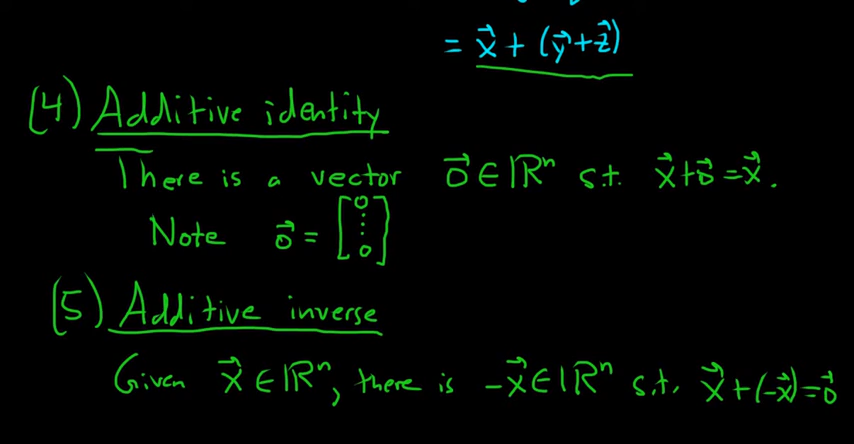 = x⃗ + (y⃗+z⃗)
(4) Additive identity
There is a vector 0⃗ ∈ ℝⁿ s.t. x⃗+0⃗ = x⃗.
Note 0⃗ = [0 ⋮ 0]
(5) Additive inverse
Given x⃗ ∈ ℝⁿ, there is -x⃗ ∈ ℝⁿ s.t. x⃗ + (-x⃗) = 0⃗